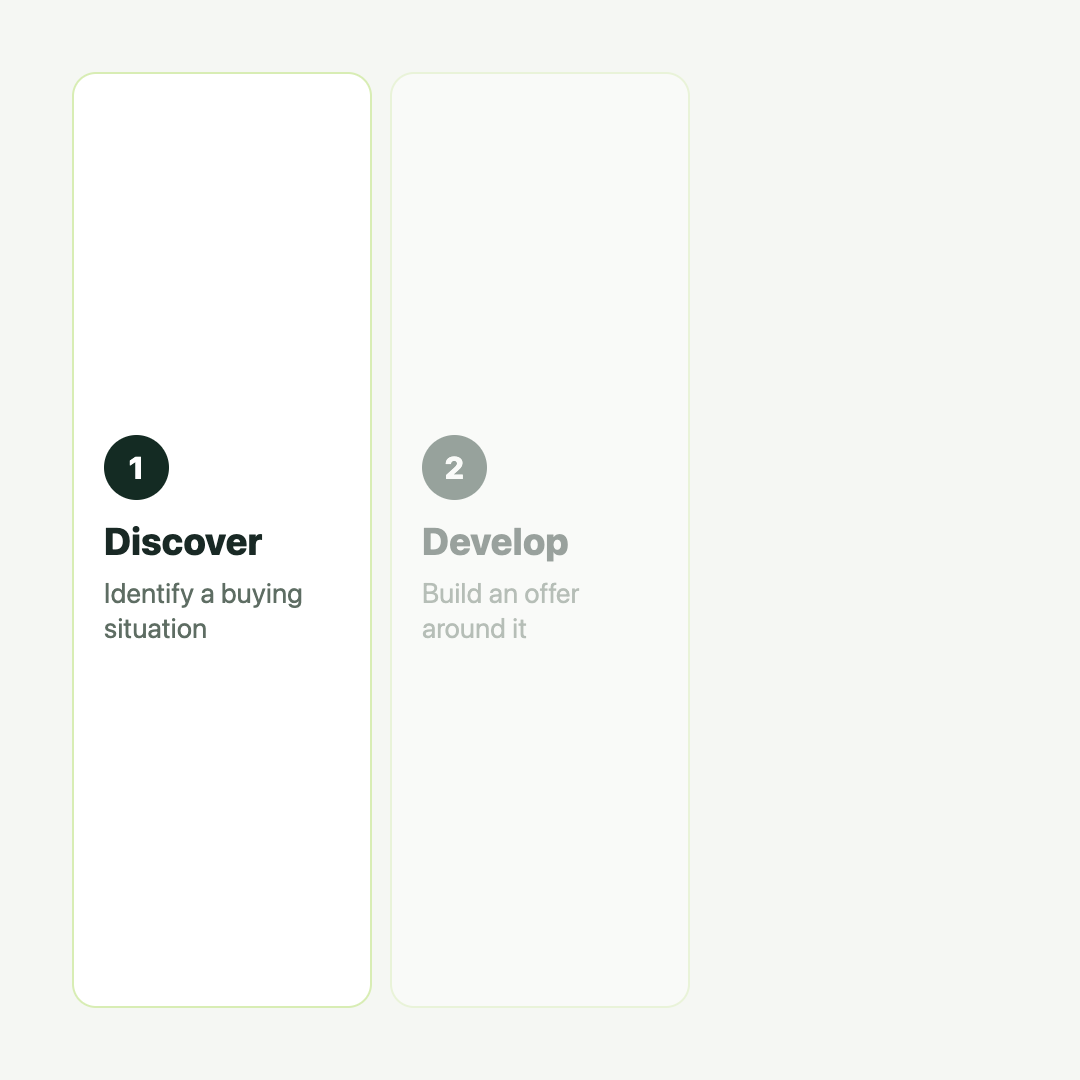 1
Discover
Identify a buying
situation
2
Develop
Build an offer
around it